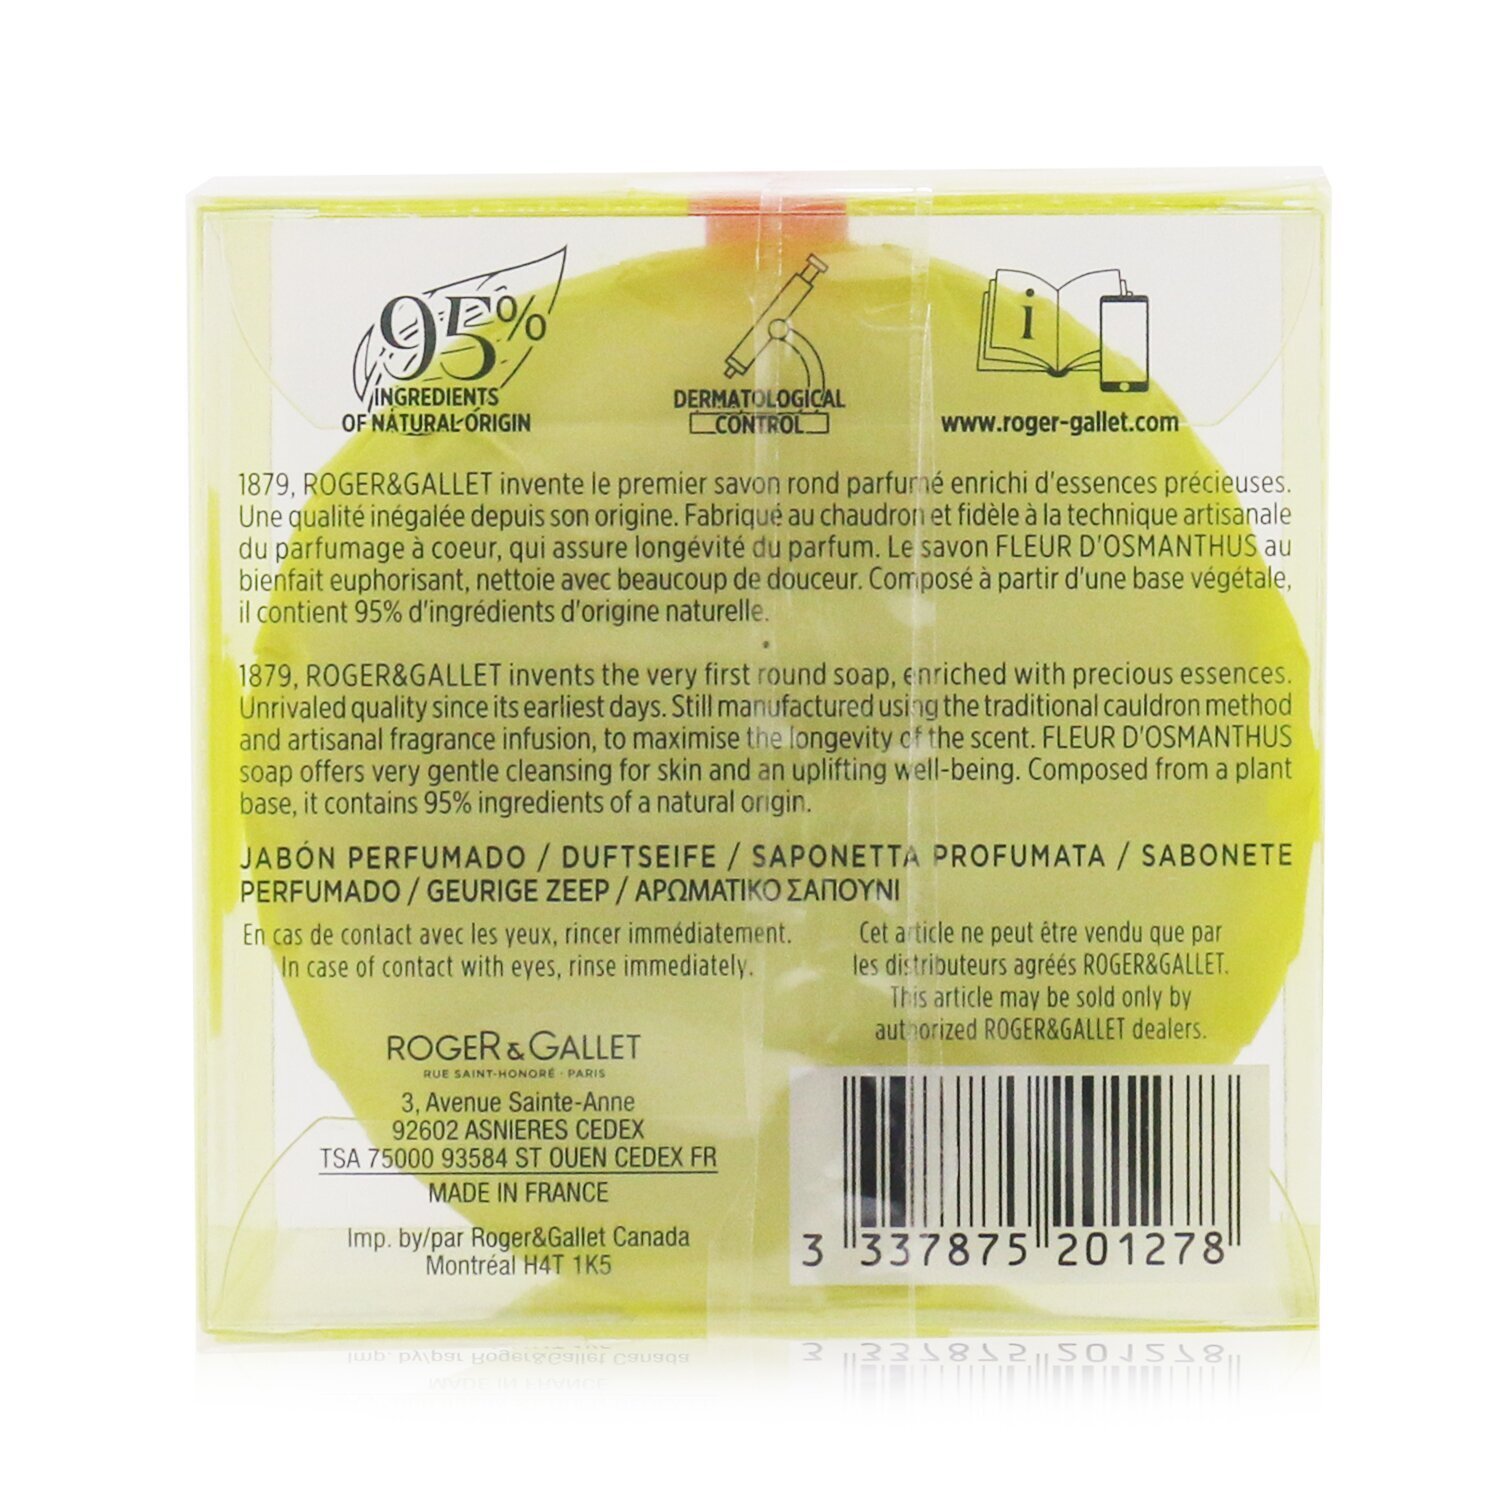 95%
INGREDIENTS
OF NATURAL ORIGIN
DERMATOLOGICAL
CONTROL
i
www.roger-gallet.com
1879, ROGER&GALLET invente le premier savon rond parfumé enrichi d'essences précieuses.
Une qualité inégalée depuis son origine. Fabriqué au chaudron et fidèle à la technique artisanale
du parfumage à coeur, qui assure longévité du parfum. Le savon FLEUR D'OSMANTHUS au
bienfait euphorisant, nettoie avec beaucoup de douceur. Composé à partir d'une base végétale,
il contient 95% d'ingrédients d'origine naturelle.
1879, ROGER&GALLET invents the very first round soap, enriched with precious essences.
Unrivaled quality since its earliest days. Still manufactured using the traditional cauldron method
and artisanal fragrance infusion, to maximise the longevity of the scent. FLEUR D'OSMANTHUS
soap offers very gentle cleansing for skin and an uplifting well-being. Composed from a plant
base, it contains 95% ingredients of a natural origin.
JABÓN PERFUMADO / DUFTSEIFE / SAPONETTA PROFUMATA / SABONETE
PERFUMADO / GEURIGE ZEEP / ΑΡΩΜΑΤΙΚΟ ΣΑΠΟΥΝΙ
En cas de contact avec les yeux, rincer immédiatement.
In case of contact with eyes, rinse immediately.
Cet article ne peut être vendu que par
les distributeurs agréés ROGER&GALLET.
This article may be sold only by
authorized ROGER&GALLET dealers.
ROGER & GALLET
RUE SAINT-HONORÉ · PARIS
3, Avenue Sainte-Anne
92602 ASNIERES CEDEX
TSA 75000 93584 ST OUEN CEDEX FR
MADE IN FRANCE
Imp. by/par Roger&Gallet Canada
Montréal H4T 1K5
3 337875 201278